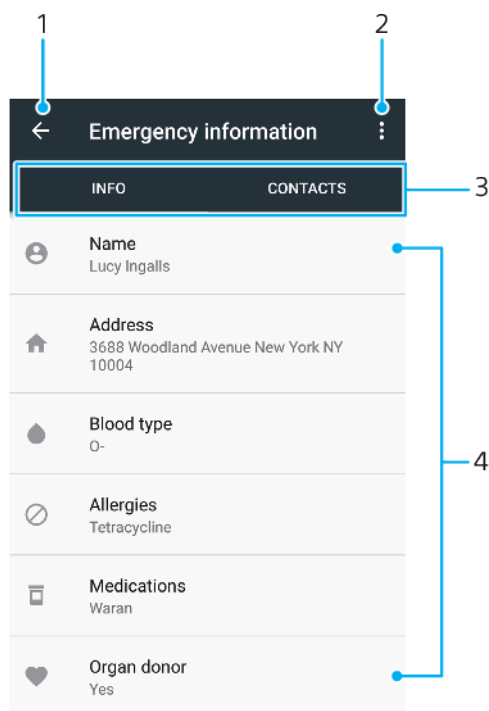 1 2
Emergency information
INFO CONTACTS
3
Name
Lucy Ingalls
Address
3688 Woodland Avenue New York NY
10004
Blood type
O-
4
Allergies
Tetracycline
Medications
Waran
Organ donor
Yes